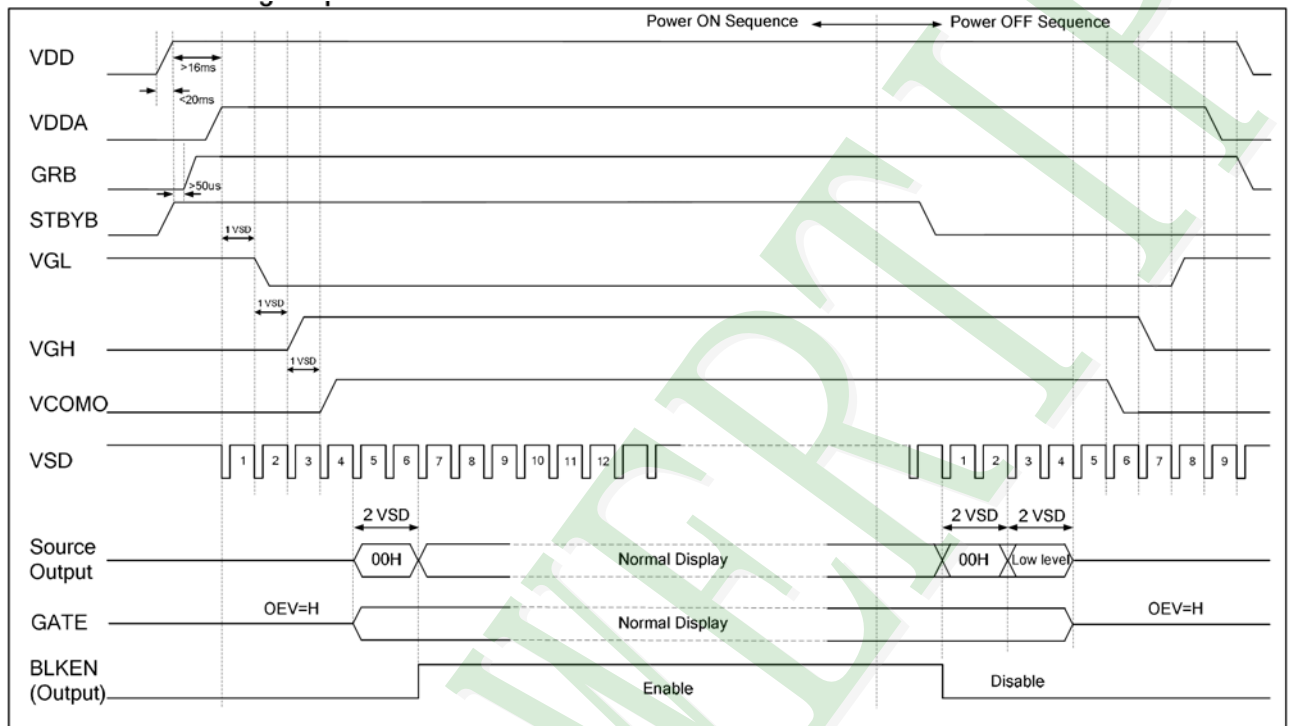 Power ON Sequence Power OFF Sequence
VDD
>16ms
<20ms
VDDA
GRB
>50us
STBYB
1 VSD
VGL
1 VSD
VGH
1 VSD
VCOMO
VSD 1 2 3 4 5 6 7 8 9 10 11 12 1 2 3 4 5 6 7 8 9
2 VSD 2 VSD 2 VSD
Source Output 00H Normal Display 00H Low level
OEV=H OEV=H
GATE Normal Display
BLKEN (Output) Enable Disable